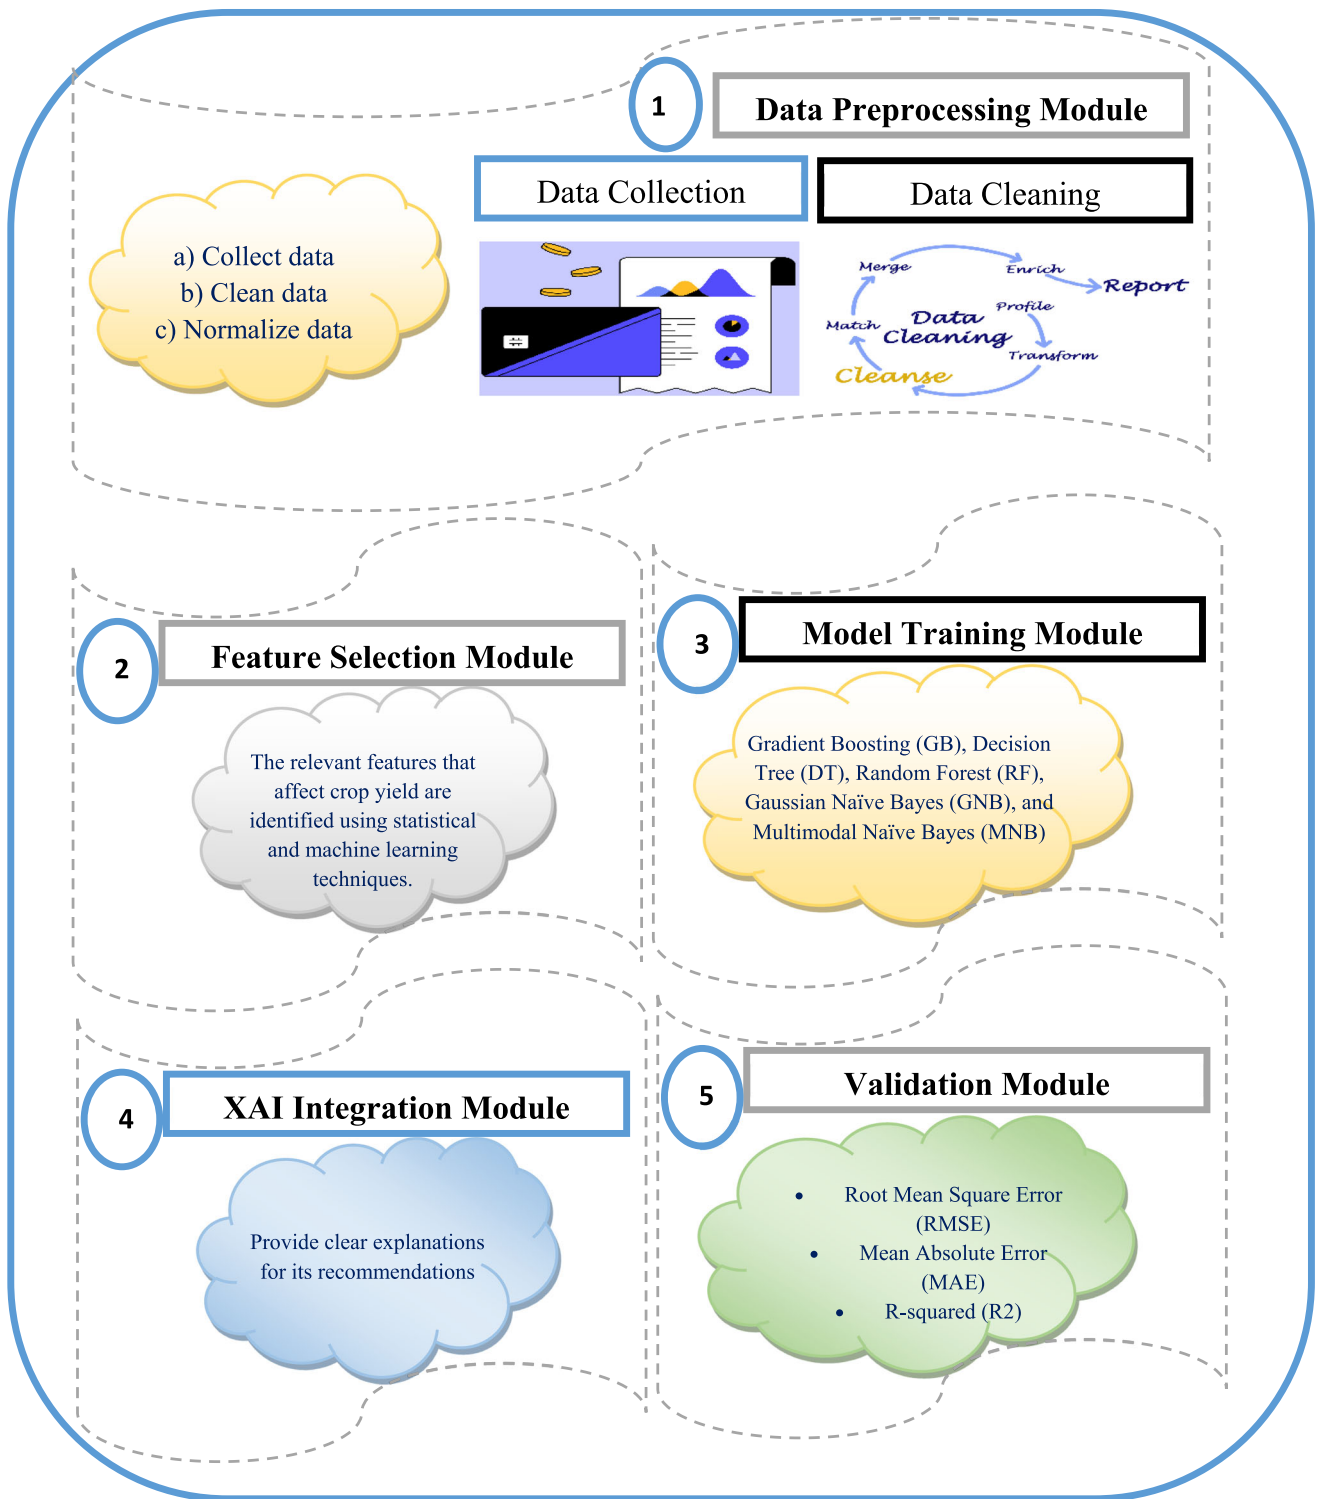 1
Data Preprocessing Module
Data Collection
Data Cleaning
a) Collect data
b) Clean data
c) Normalize data
Merge
Enrich
Report
Profile
Match
Data
Cleaning
Transform
Cleanse
2
Feature Selection Module
The relevant features that
affect crop yield are
identified using statistical
and machine learning
techniques.
3
Model Training Module
Gradient Boosting (GB), Decision
Tree (DT), Random Forest (RF),
Gaussian Naïve Bayes (GNB), and
Multimodal Naïve Bayes (MNB)
4
XAI Integration Module
Provide clear explanations
for its recommendations
5
Validation Module
• Root Mean Square Error
(RMSE)
• Mean Absolute Error
(MAE)
• R-squared (R2)